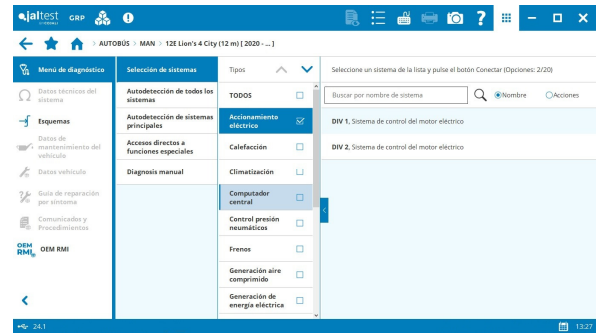 jaltest GRP
> AUTOBÚS > MAN > 12E Lion's 4 City (12 m) [ 2020 - ... ]
Menú de diagnóstico
Datos técnicos del sistema
Esquemas
Datos de mantenimiento del vehículo
Datos vehículo
Guía de reparación por síntoma
Comunicados y Procedimientos
OEM RMI
OEM RMI
Selección de sistemas
Autodetección de todos los sistemas
Autodetección de sistemas principales
Accesos directos a funciones especiales
Diagnosis manual
Tipos
TODOS
Accionamiento eléctrico
Calefacción
Climatización
Computador central
Control presión neumáticos
Frenos
Generación aire comprimido
Generación de energía eléctrica
Seleccione un sistema de la lista y pulse el botón Conectar (Opciones: 2/20)
Buscar por nombre de sistema
Nombre
Acciones
DIV 1, Sistema de control del motor eléctrico
DIV 2, Sistema de control del motor eléctrico
24.1
13:27